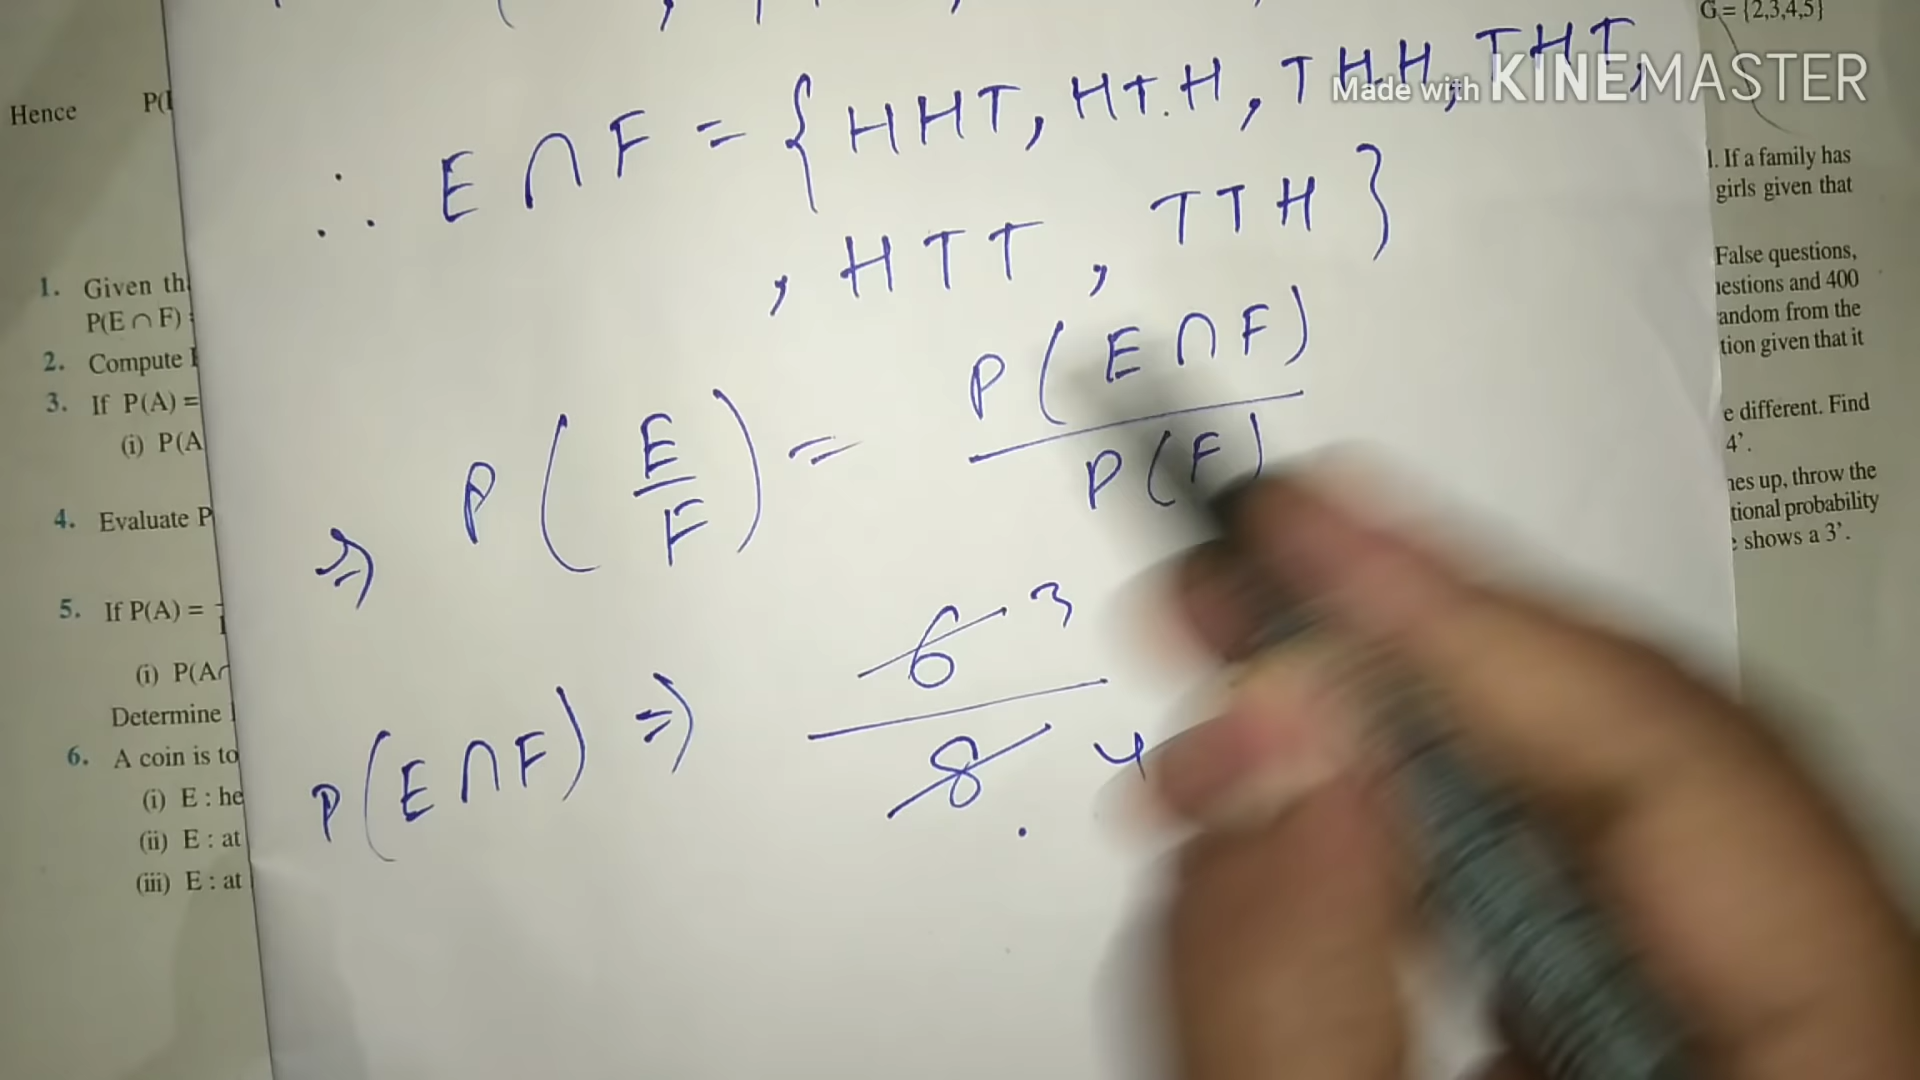 G = {2,3,4,5}
Made with KINEMASTER
Hence P(
∴ E ∩ F = { HHT, HTH, THH, THT,
, HTT , TTH }
1. If a family has
girls given that
False questions,
estions and 400
andom from the
tion given that it
e different. Find
4’.
nes up, throw the
tional probability
shows a 3’.
1. Given th
P(E ∩ F)
2. Compute
3. If P(A) =
(i) P(A
4. Evaluate P
5. If P(A) =
(i) P(A∩
Determine
6. A coin is to
(i) E : he
(ii) E : at
(iii) E : at
⇒ P(E/F) = P(E∩F)/P(F)
P(E∩F) ⇒ 6 3 / 8 4